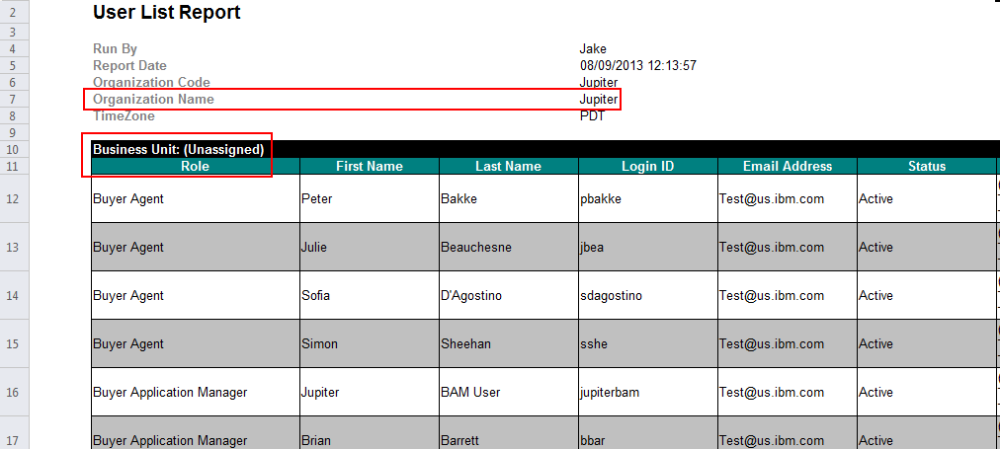 2 User List Report
3
4 Run By Jake
5 Report Date 08/09/2013 12:13:57
6 Organization Code Jupiter
7 Organization Name Jupiter
8 TimeZone PDT
9
10 Business Unit: (Unassigned)
11 Role First Name Last Name Login ID Email Address Status
12 Buyer Agent Peter Bakke pbakke Test@us.ibm.com Active
13 Buyer Agent Julie Beauchesne jbea Test@us.ibm.com Active
14 Buyer Agent Sofia D'Agostino sdagostino Test@us.ibm.com Active
15 Buyer Agent Simon Sheehan sshe Test@us.ibm.com Active
16 Buyer Application Manager Jupiter BAM User jupiterbam Test@us.ibm.com Active
17 Buyer Application Manager Brian Barrett bbar Test@us.ibm.com Active